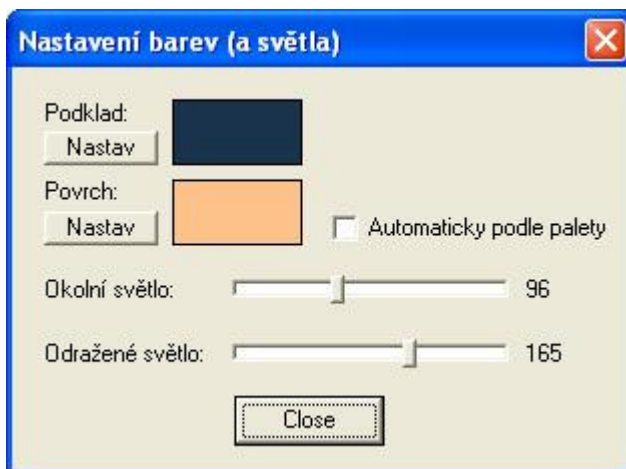 Nastavení barev (a světla)
Podklad:
Nastav
Povrch:
Nastav
Automaticky podle palety
Okolní světlo: 96
Odražené světlo: 165
Close